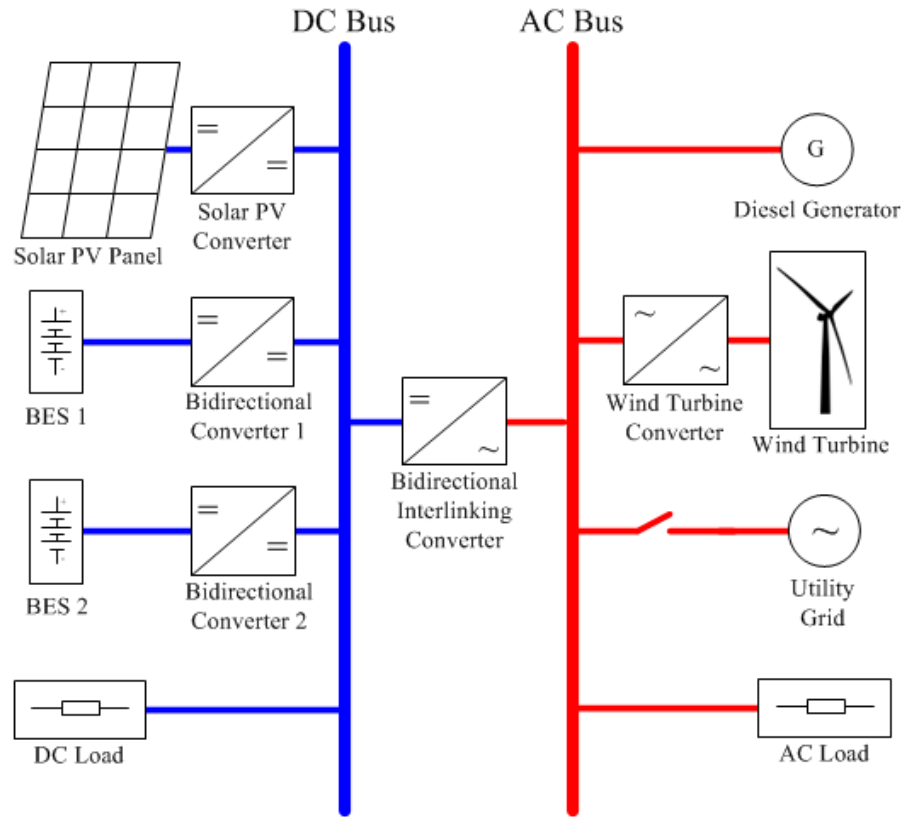 DC Bus
AC Bus
G
Diesel Generator
Solar PV
Converter
Solar PV Panel
BES 1
Bidirectional
Converter 1
Bidirectional
Interlinking
Converter
Wind Turbine
Converter
Wind Turbine
BES 2
Bidirectional
Converter 2
Utility
Grid
DC Load
AC Load